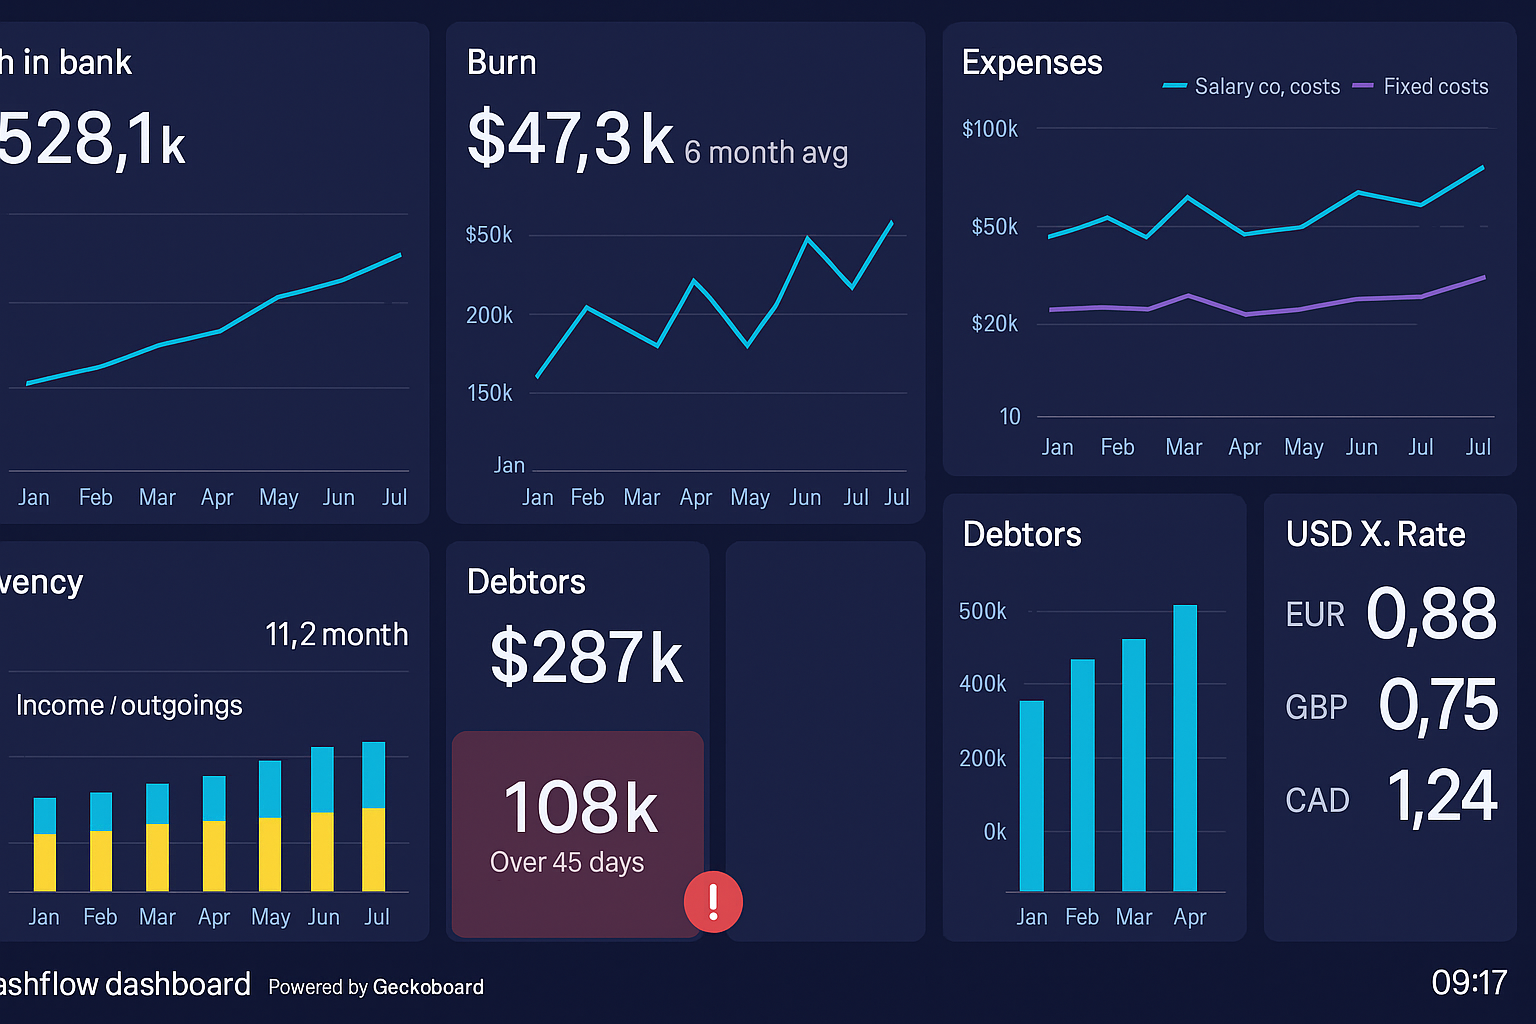 h in bank
528,1k
Jan Feb Mar Apr May Jun Jul
Burn
$47,3k 6 month avg
$50k
200k
150k
Jan
Jan Feb Mar Apr May Jun Jul Jul
Expenses
Salary co, costs Fixed costs
$100k
$50k
$20k
10
Jan Feb Mar Apr May Jun Jul Jul
vency
11,2 month
Income / outgoings
Jan Feb Mar Apr May Jun Jul
Debtors
$287k
108k
Over 45 days
!
Debtors
500k
400k
200k
0k
Jan Feb Mar Apr
USD X. Rate
EUR 0,88
GBP 0,75
CAD 1,24
ashflow dashboard Powered by Geckoboard
09:17